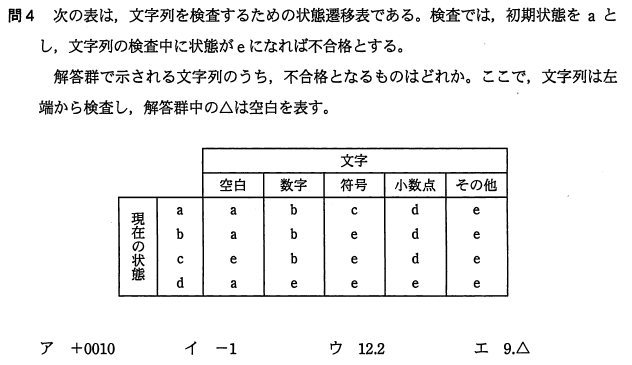 問4 次の表は，文字列を検査するための状態遷移表である。検査では，初期状態を a と
し，文字列の検査中に状態が e になれば不合格とする。
解答群で示される文字列のうち，不合格となるものはどれか。ここで，文字列は左
端から検査し，解答群中の△は空白を表す。
文字
空白 数字 符号 小数点 その他
現在の状態
a a b c d e
b a b e d e
c e b e d e
d a e e e e
ア +0010 イ −1 ウ 12.2 エ 9.△